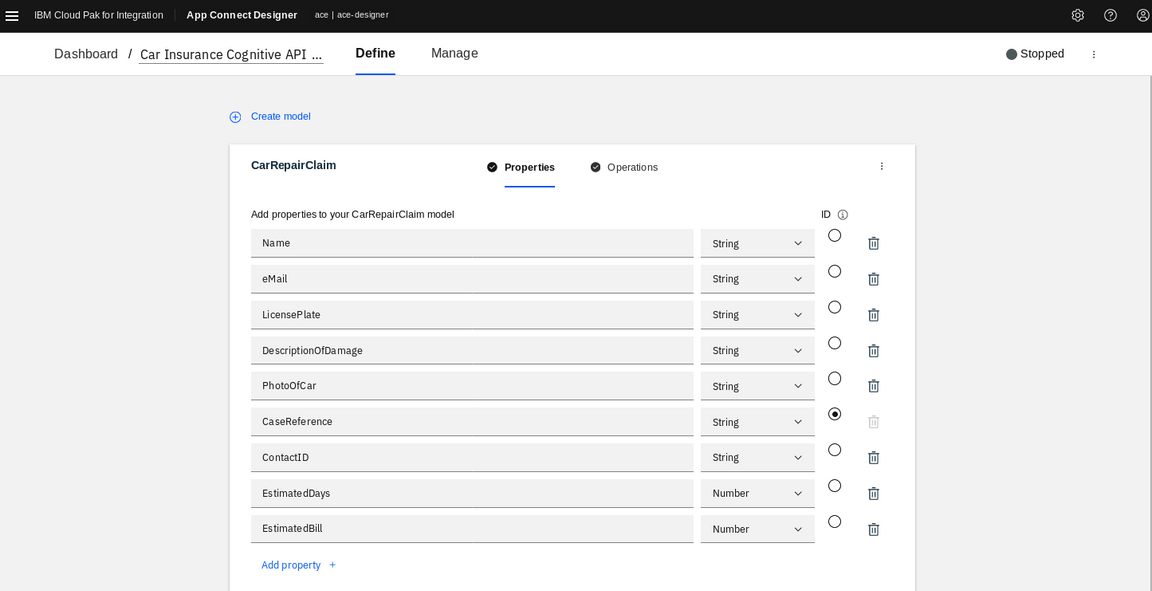 IBM Cloud Pak for Integration App Connect Designer ace | ace-designer
Dashboard / Car Insurance Cognitive API ... Define Manage Stopped
Create model
CarRepairClaim Properties Operations
Add properties to your CarRepairClaim model ID
Name String
eMail String
LicensePlate String
DescriptionOfDamage String
PhotoOfCar String
CaseReference String
ContactID String
EstimatedDays Number
EstimatedBill Number
Add property +